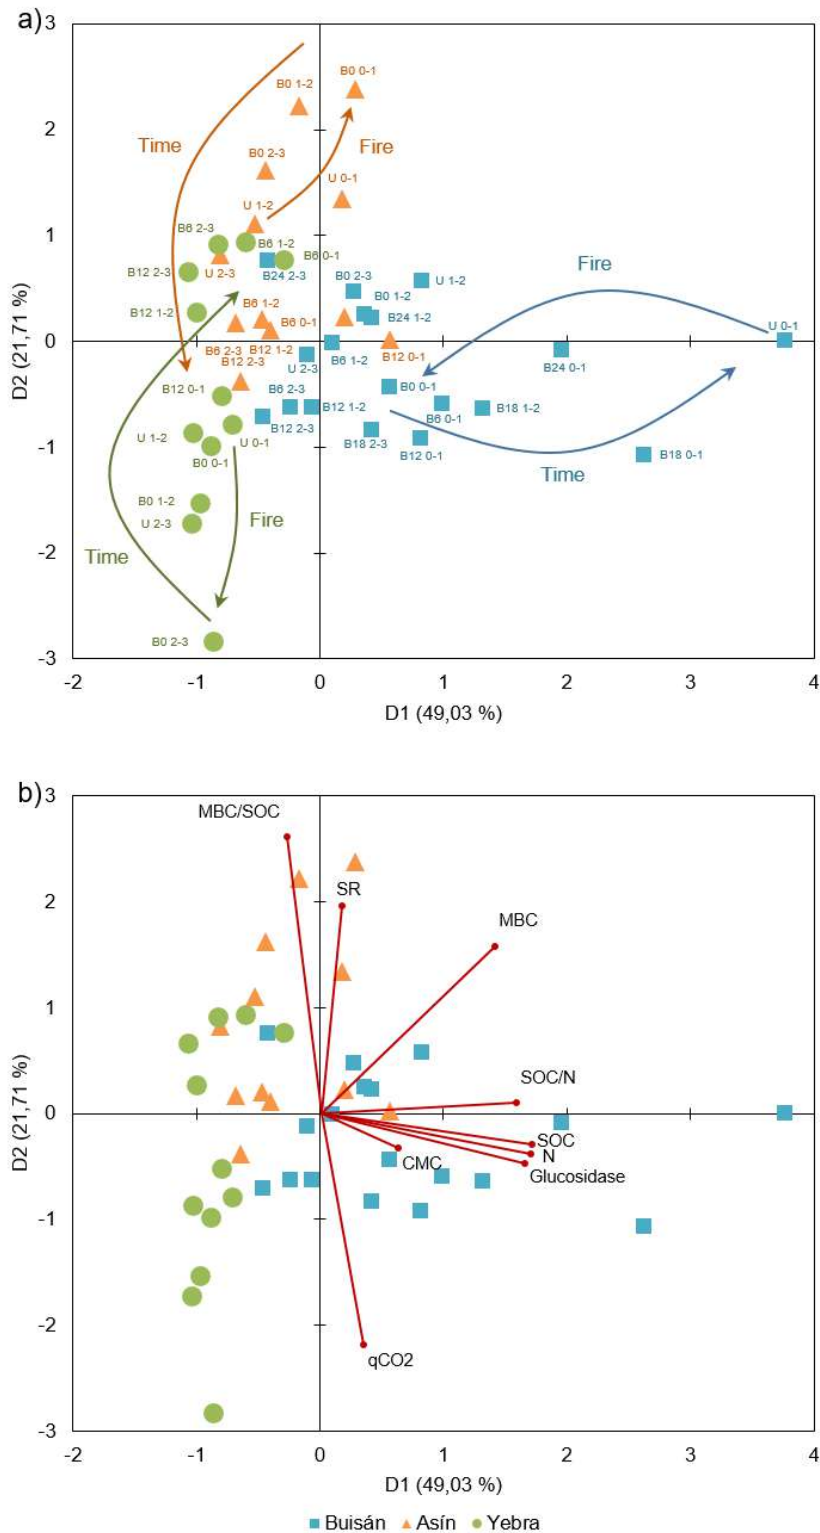 a)
3
B0 1-2
B0 0-1
2
Time
Fire
B0 2-3
U 0-1
U 1-2
1
B6 2-3
B6 1-2
B6 0-1
B12 2-3
U 2-3
B24 2-3
B0 2-3
U 1-2
Fire
B12 1-2
B6 1-2
B6 0-1
B0 1-2
B24 1-2
U 0-1
0
B6 2-3
B12 1-2
B12 2-3
U 2-3
B6 1-2
B12 0-1
B24 0-1
B12 0-1
B6 2-3
B0 0-1
B12 1-2
B6 0-1
B18 1-2
U 1-2
U 0-1
B12 2-3
B18 2-3
B12 0-1
B18 0-1
B0 0-1
-1
Time
B0 1-2
U 2-3
Fire
Time
-2
B0 2-3
-3
-2 -1 0 1 2 3 4
D1 (49,03 %)
D2 (21,71 %)
b)
3
MBC/SOC
SR
MBC
2
1
SOC/N
0
SOC
N
CMC
Glucosidase
-1
-2
qCO2
-3
-2 -1 0 1 2 3 4
D1 (49,03 %)
D2 (21,71 %)
Buisán Asín Yebra